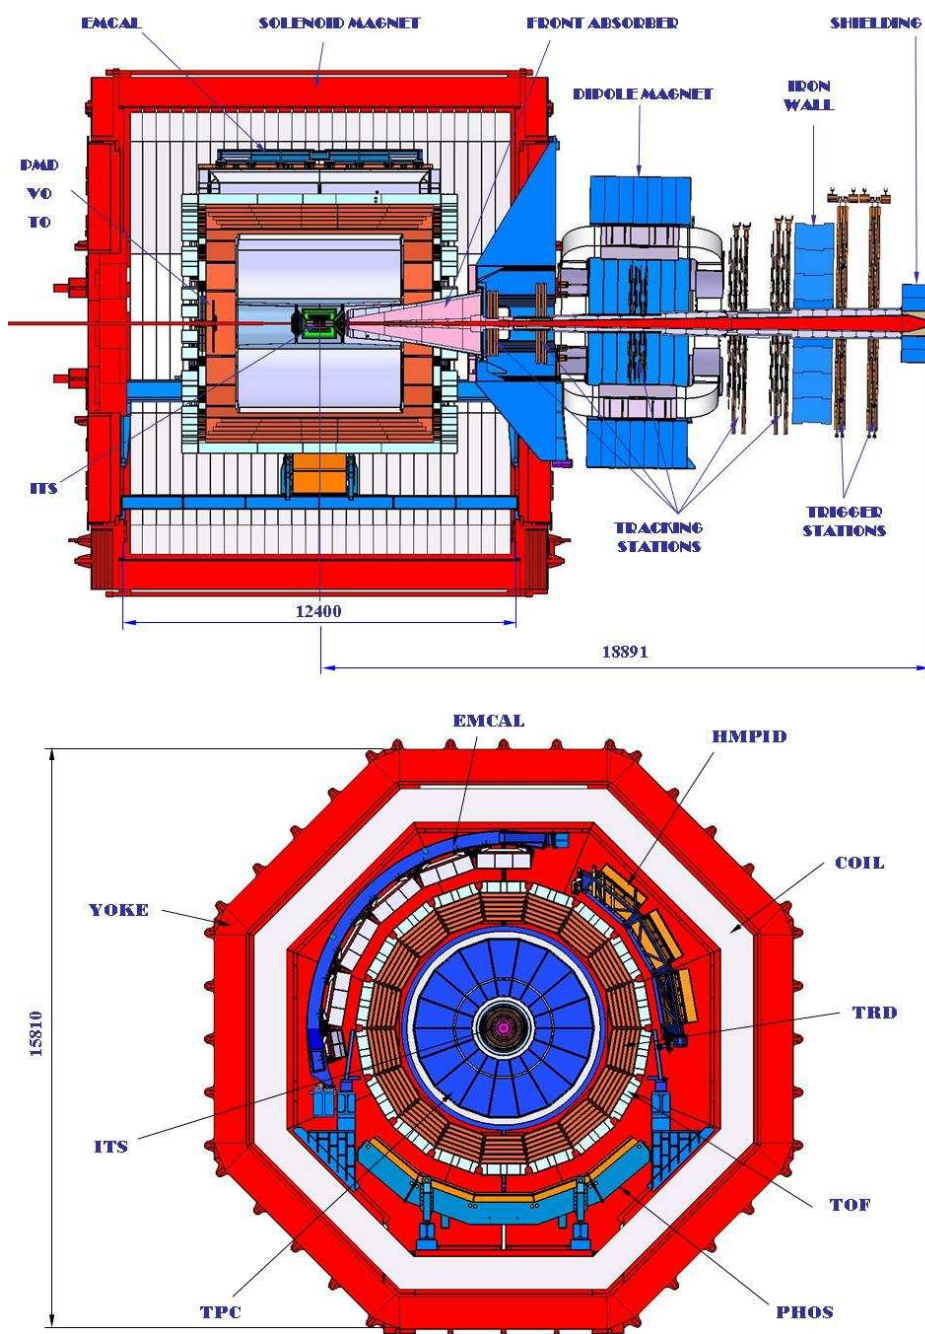 EMCAL SOLENOID MAGNET FRONT ABSORBER SHIELDING
DIPOLE MAGNET
IRON
WALL
PMD
V0
T0
ITS
TRACKING
STATIONS
TRIGGER
STATIONS
12400
18891
EMCAL
HMPID
COIL
YOKE
TRD
15810
ITS
TOF
TPC
PHOS